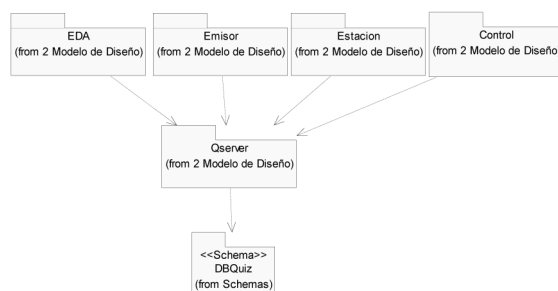 EDA
(from 2 Modelo de Diseño)
Emisor
(from 2 Modelo de Diseño)
Estacion
(from 2 Modelo de Diseño)
Control
(from 2 Modelo de Diseño
Qserver
(from 2 Modelo de Diseño)
<<Schema>>
DBQuiz
(from Schemas)